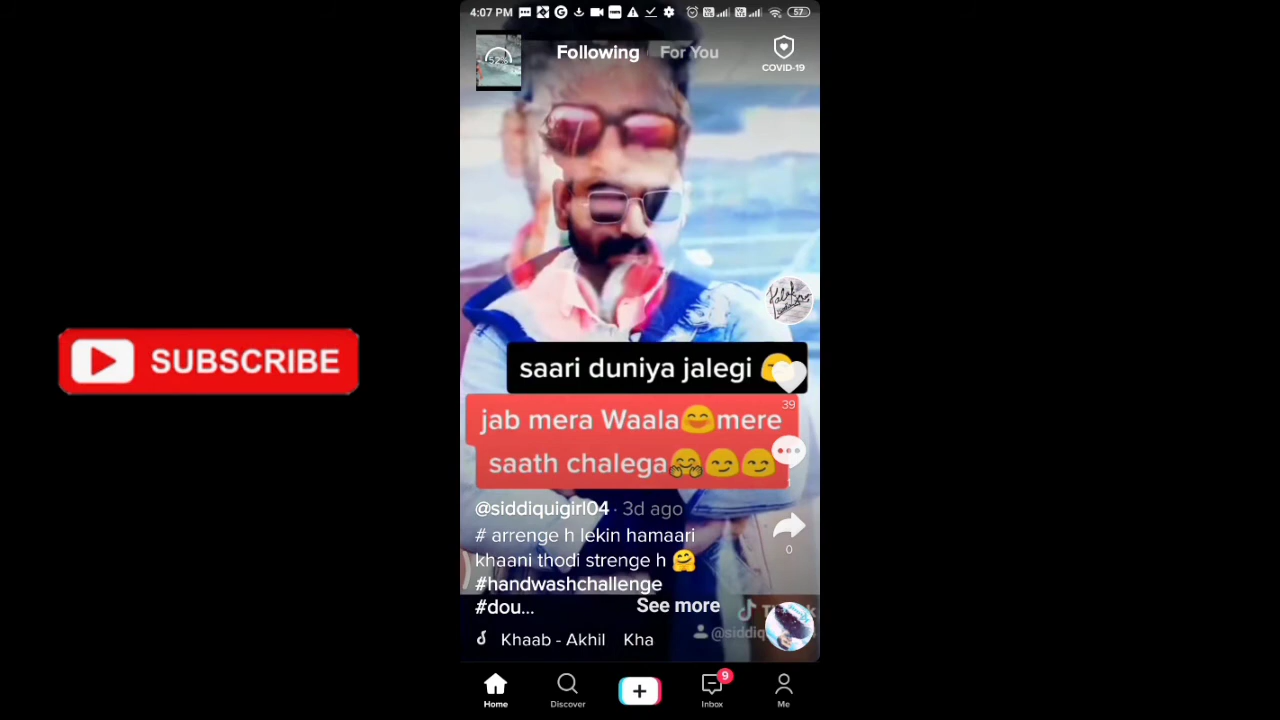 4:07 PM
57
52%
Following
For You
COVID-19
SUBSCRIBE
saari duniya jalegi 🤗
39
jab mera Waala🤗mere
saath chalega🤗😏😏
@siddiquigirl04 · 3d ago
# arrenge h lekin hamaari
khaani thodi strenge h 🤗
0
#handwashchallenge
#dou...
See more
Khaab - Akhil Kha
9
Home
Discover
Inbox
Me